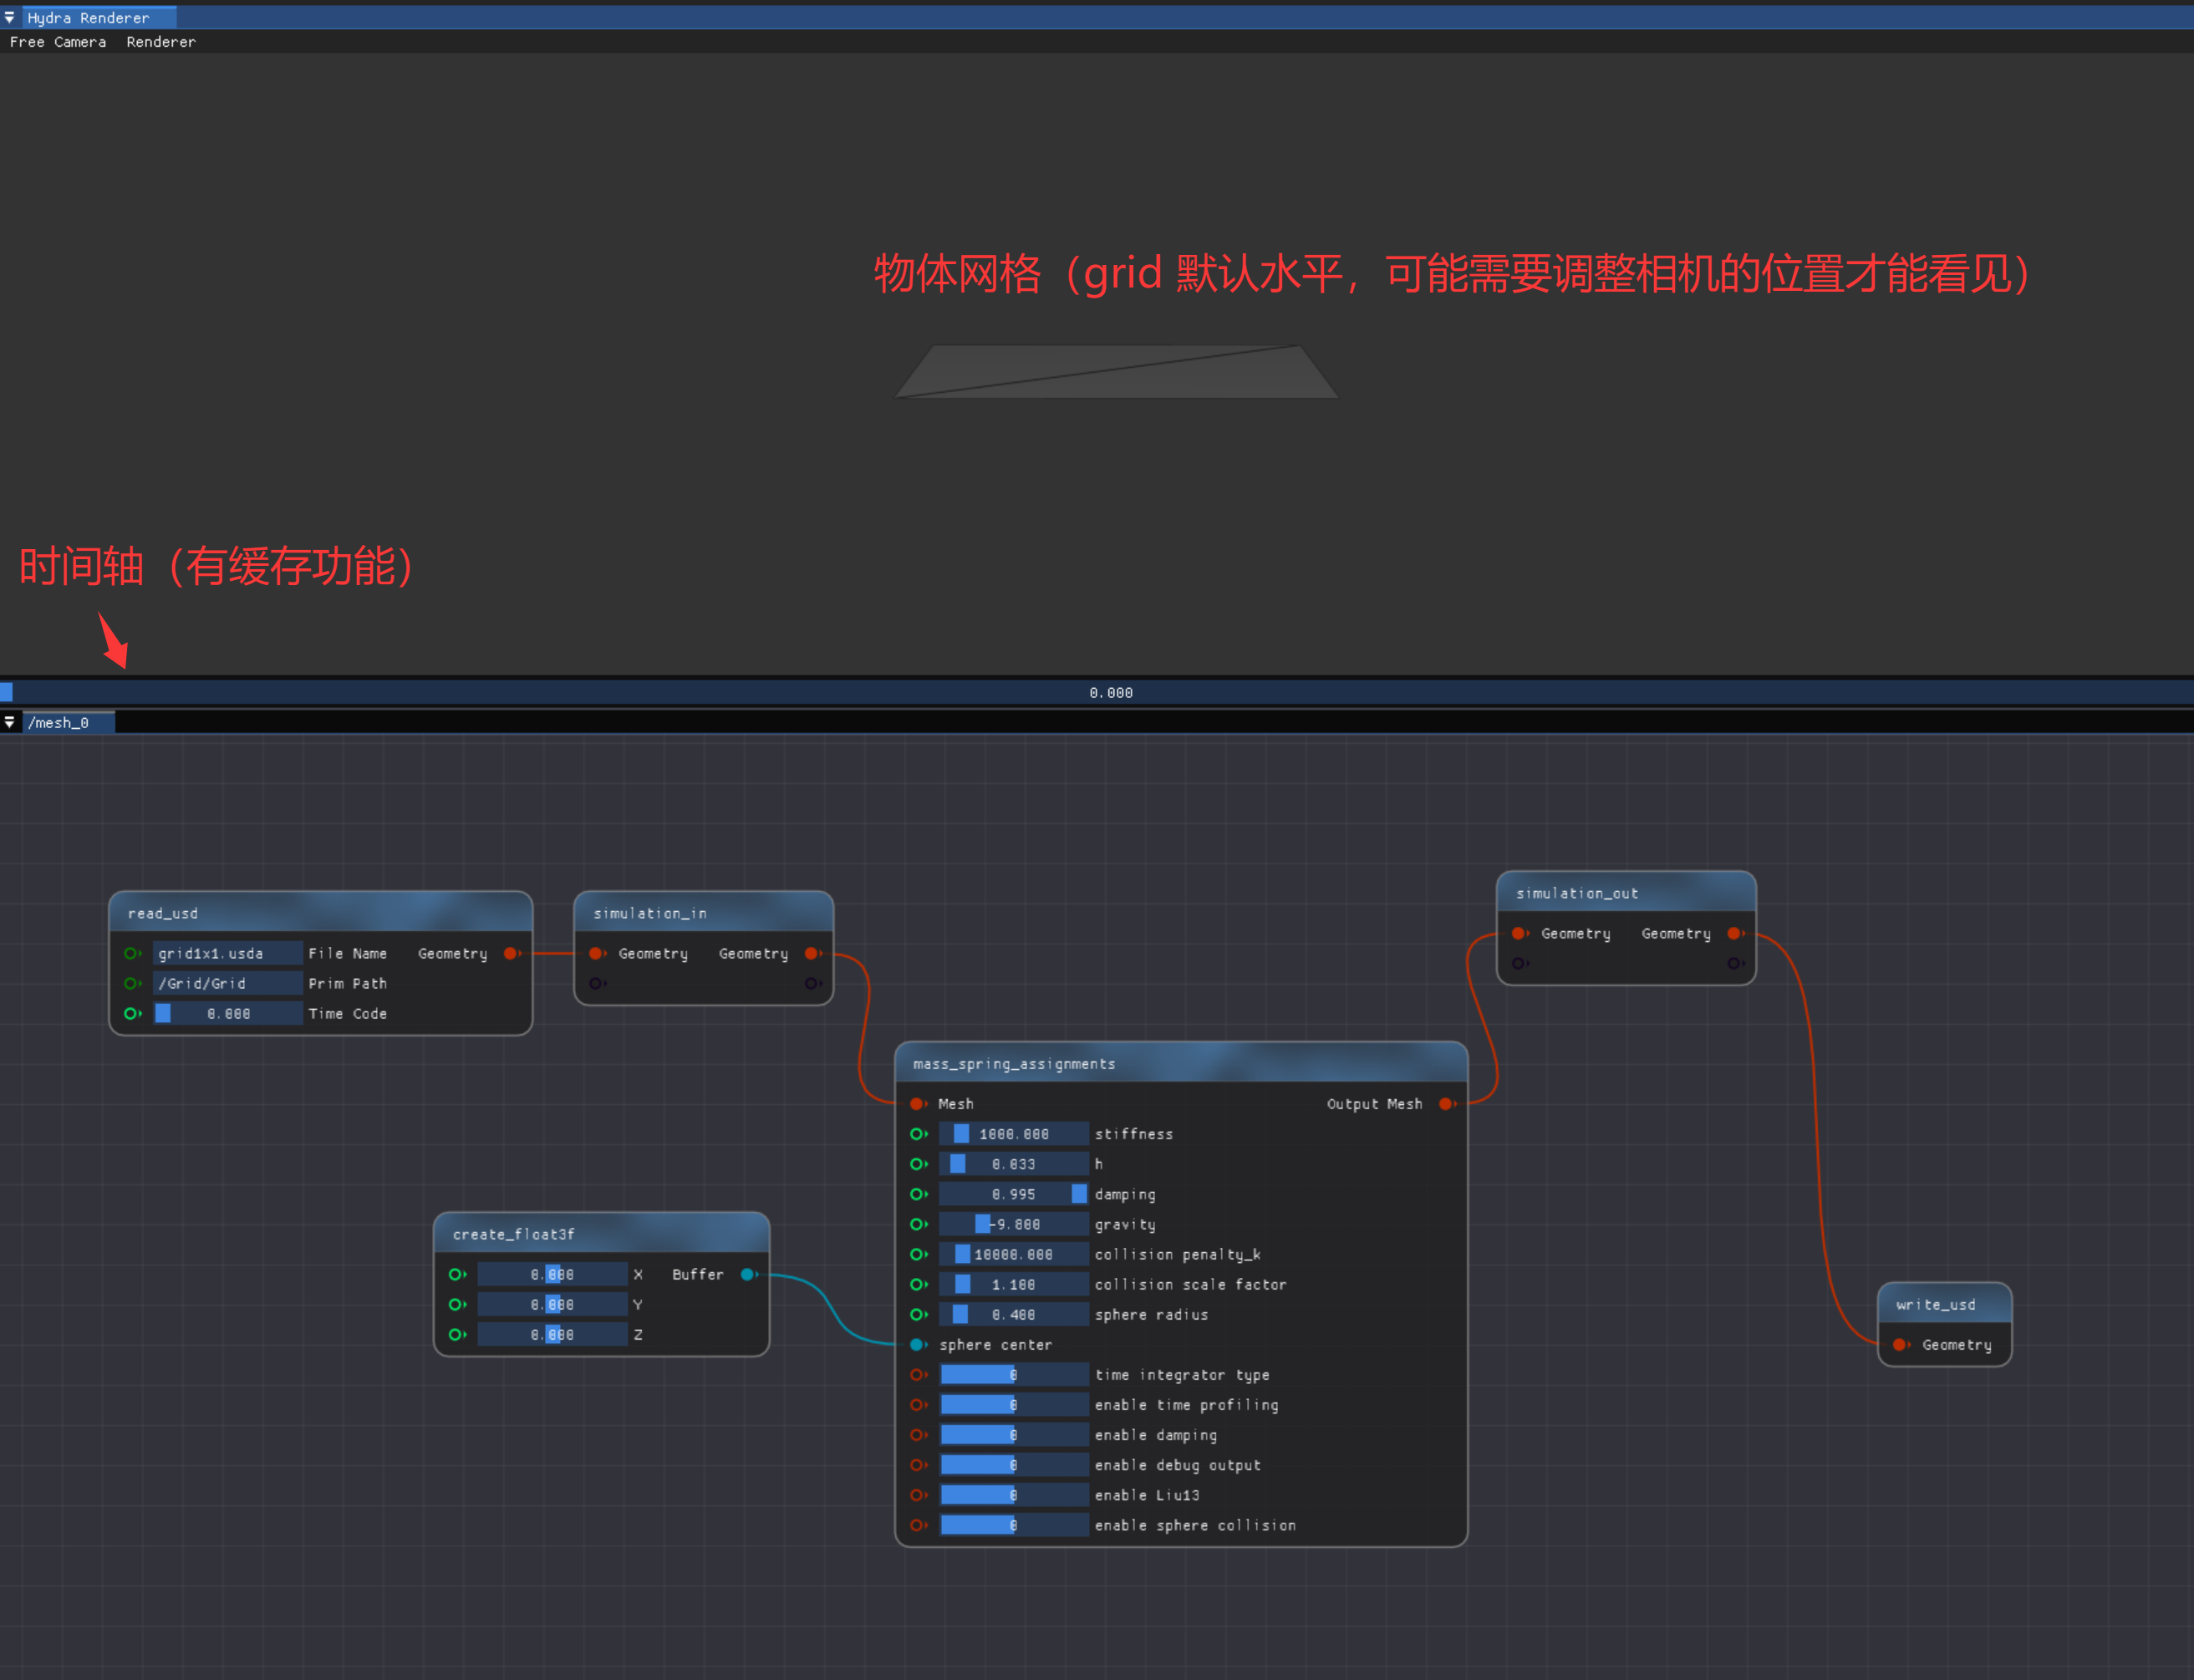 Hydra Renderer
Free Camera Renderer
物体网格（grid 默认水平，可能需要调整相机的位置才能看见）
时间轴（有缓存功能）
0.000
/mesh_0
read_usd
grid1x1.usda File Name Geometry
/Grid/Grid Prim Path
0.000 Time Code
simulation_in
Geometry Geometry
simulation_out
Geometry Geometry
mass_spring_assignments
Mesh Output Mesh
1000.000 stiffness
0.033 h
0.995 damping
-9.800 gravity
10000.000 collision penalty_k
1.100 collision scale factor
0.400 sphere radius
sphere center
0 time integrator type
0 enable time profiling
0 enable damping
0 enable debug output
0 enable Liu13
0 enable sphere collision
create_float3f
0.000 X Buffer
0.000 Y
0.000 Z
write_usd
Geometry